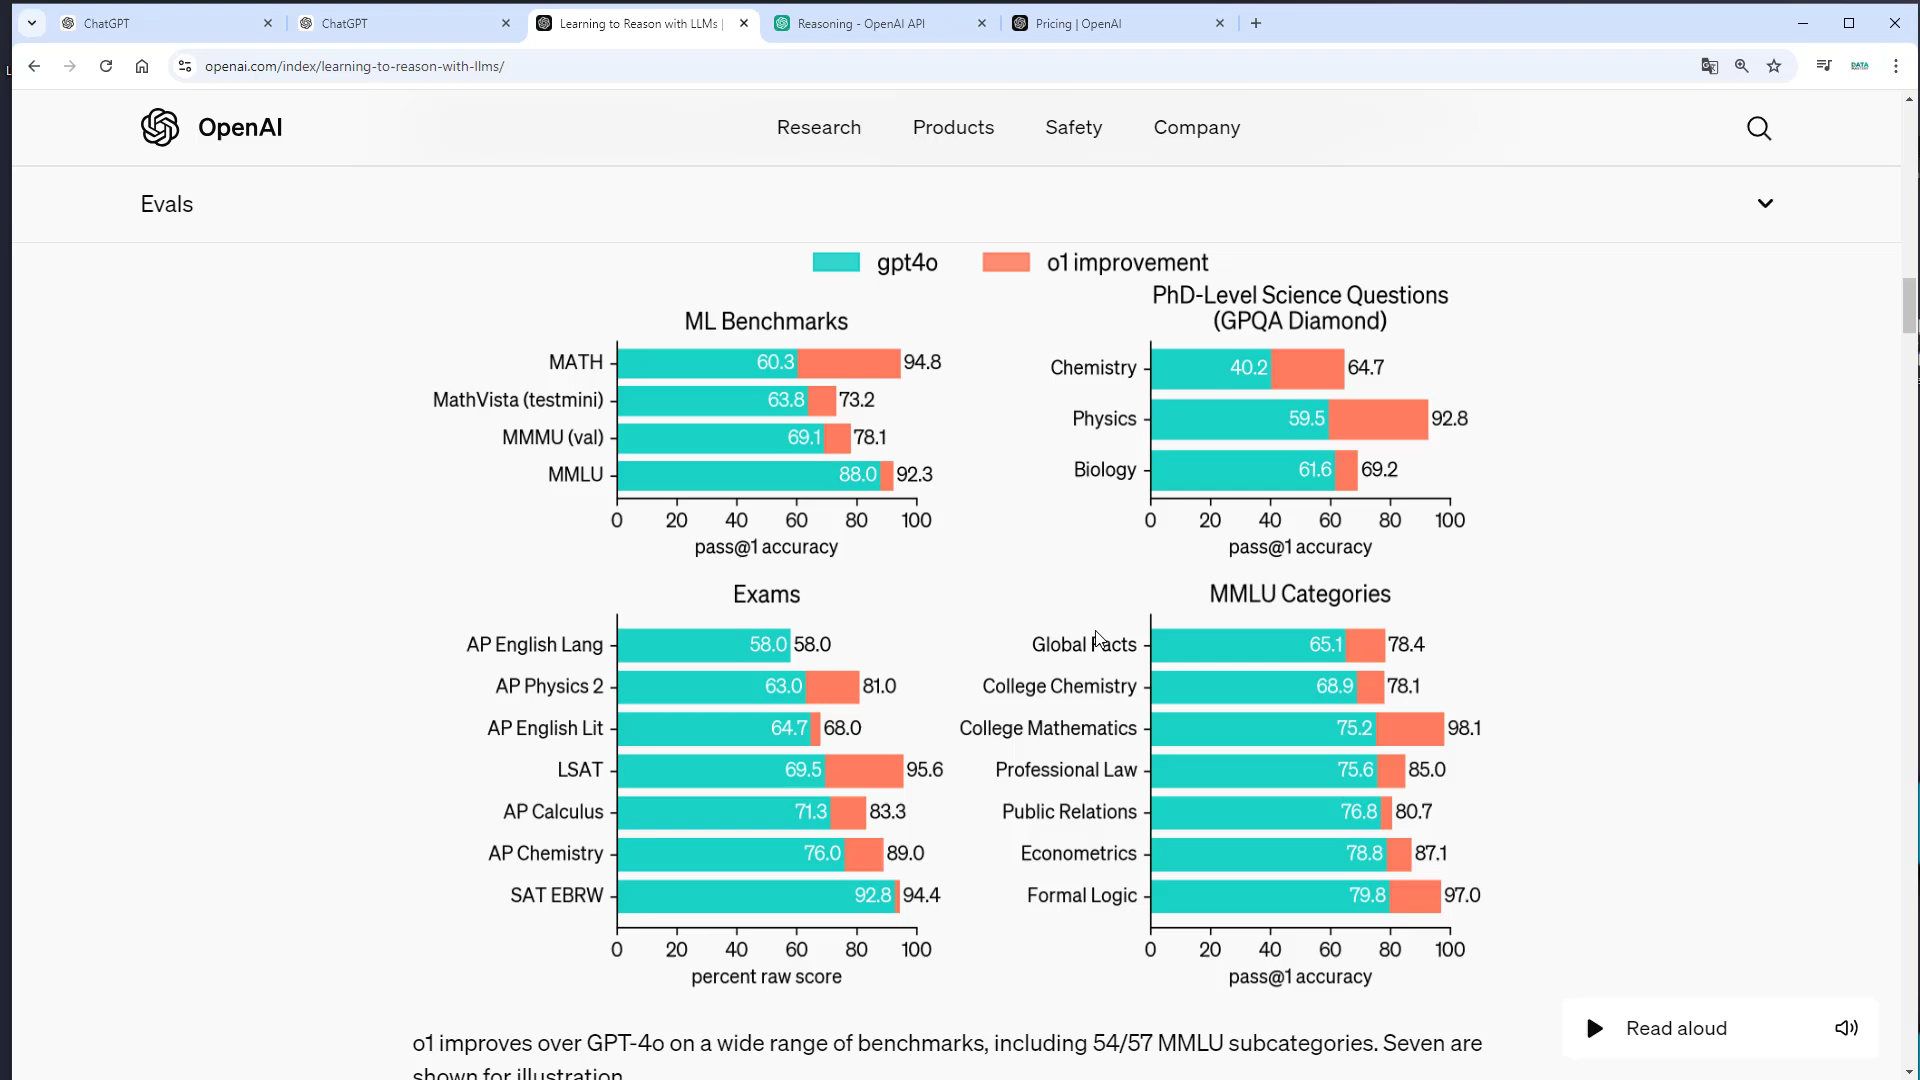 ChatGPT
ChatGPT
Learning to Reason with LLMs |
Reasoning - OpenAI API
Pricing | OpenAI
openai.com/index/learning-to-reason-with-llms/
DATA
OpenAI
Research
Products
Safety
Company
Evals
gpt4o
o1 improvement
ML Benchmarks
MATH 60.3 94.8
MathVista (testmini) 63.8 73.2
MMMU (val) 69.1 78.1
MMLU 88.0 92.3
0 20 40 60 80 100
pass@1 accuracy
PhD-Level Science Questions
(GPQA Diamond)
Chemistry 40.2 64.7
Physics 59.5 92.8
Biology 61.6 69.2
0 20 40 60 80 100
pass@1 accuracy
Exams
AP English Lang 58.0 58.0
AP Physics 2 63.0 81.0
AP English Lit 64.7 68.0
LSAT 69.5 95.6
AP Calculus 71.3 83.3
AP Chemistry 76.0 89.0
SAT EBRW 92.8 94.4
0 20 40 60 80 100
percent raw score
MMLU Categories
Global Facts 65.1 78.4
College Chemistry 68.9 78.1
College Mathematics 75.2 98.1
Professional Law 75.6 85.0
Public Relations 76.8 80.7
Econometrics 78.8 87.1
Formal Logic 79.8 97.0
0 20 40 60 80 100
pass@1 accuracy
o1 improves over GPT-4o on a wide range of benchmarks, including 54/57 MMLU subcategories. Seven are
shown for illustration.
Read aloud